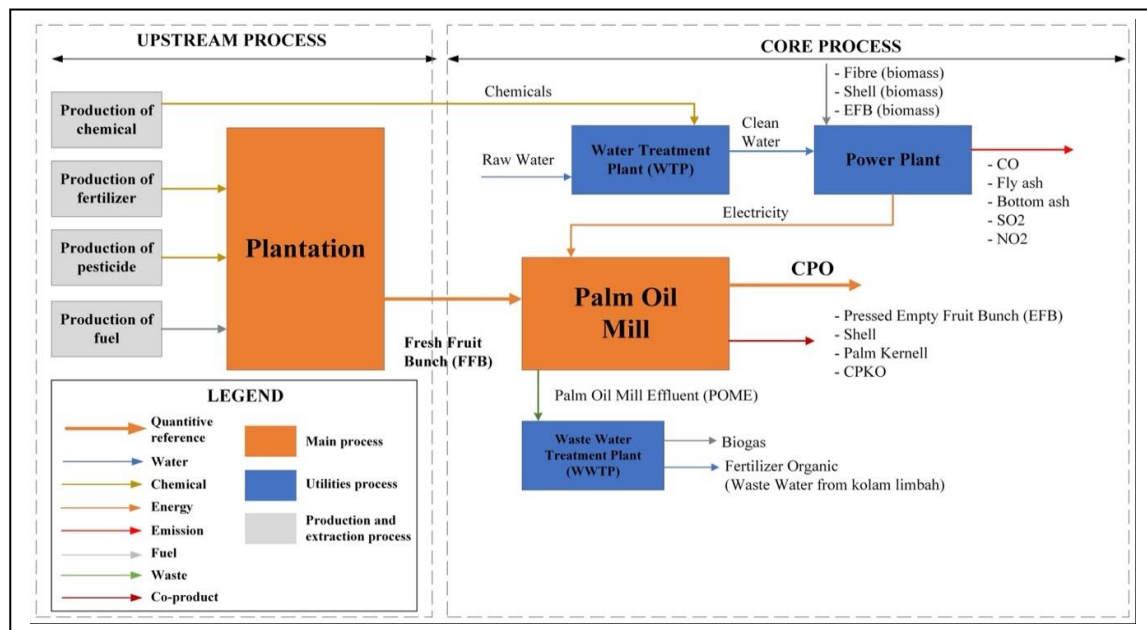 UPSTREAM PROCESS
CORE PROCESS
Production of
chemical
Production of
fertilizer
Production of
pesticide
Production of
fuel
Plantation
Chemicals
Raw Water
Water Treatment
Plant (WTP)
Clean
Water
- Fibre (biomass)
- Shell (biomass)
- EFB (biomass)
Power Plant
- CO
- Fly ash
- Bottom ash
- SO2
- NO2
Electricity
Fresh Fruit
Bunch (FFB)
Palm Oil
Mill
CPO
- Pressed Empty Fruit Bunch (EFB)
- Shell
- Palm Kernell
- CPKO
Palm Oil Mill Effluent (POME)
Waste Water
Treatment Plant
(WWTP)
Biogas
Fertilizer Organic
(Waste Water from kolam limbah)
LEGEND
Quantitive
reference
Water
Chemical
Energy
Emission
Fuel
Waste
Co-product
Main process
Utilities process
Production and
extraction process